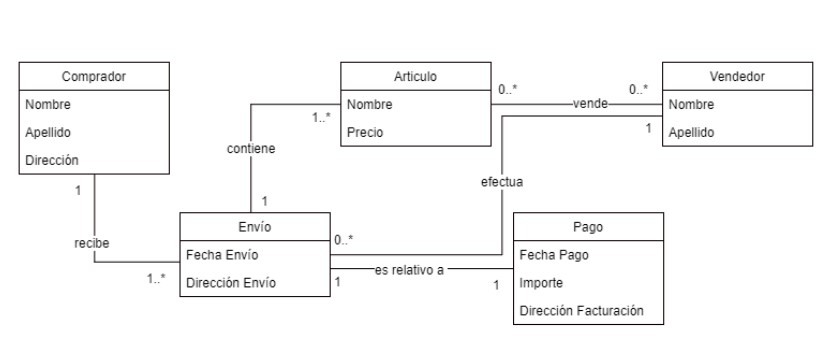 Comprador
Nombre
Apellido
Dirección
1
recibe
1..*
Articulo
Nombre
Precio
1..*
contiene
1
0..*
vende
0..*
Vendedor
Nombre
Apellido
1
efectua
0..*
Envío
Fecha Envío
Dirección Envío
1
es relativo a
1
Pago
Fecha Pago
Importe
Dirección Facturación